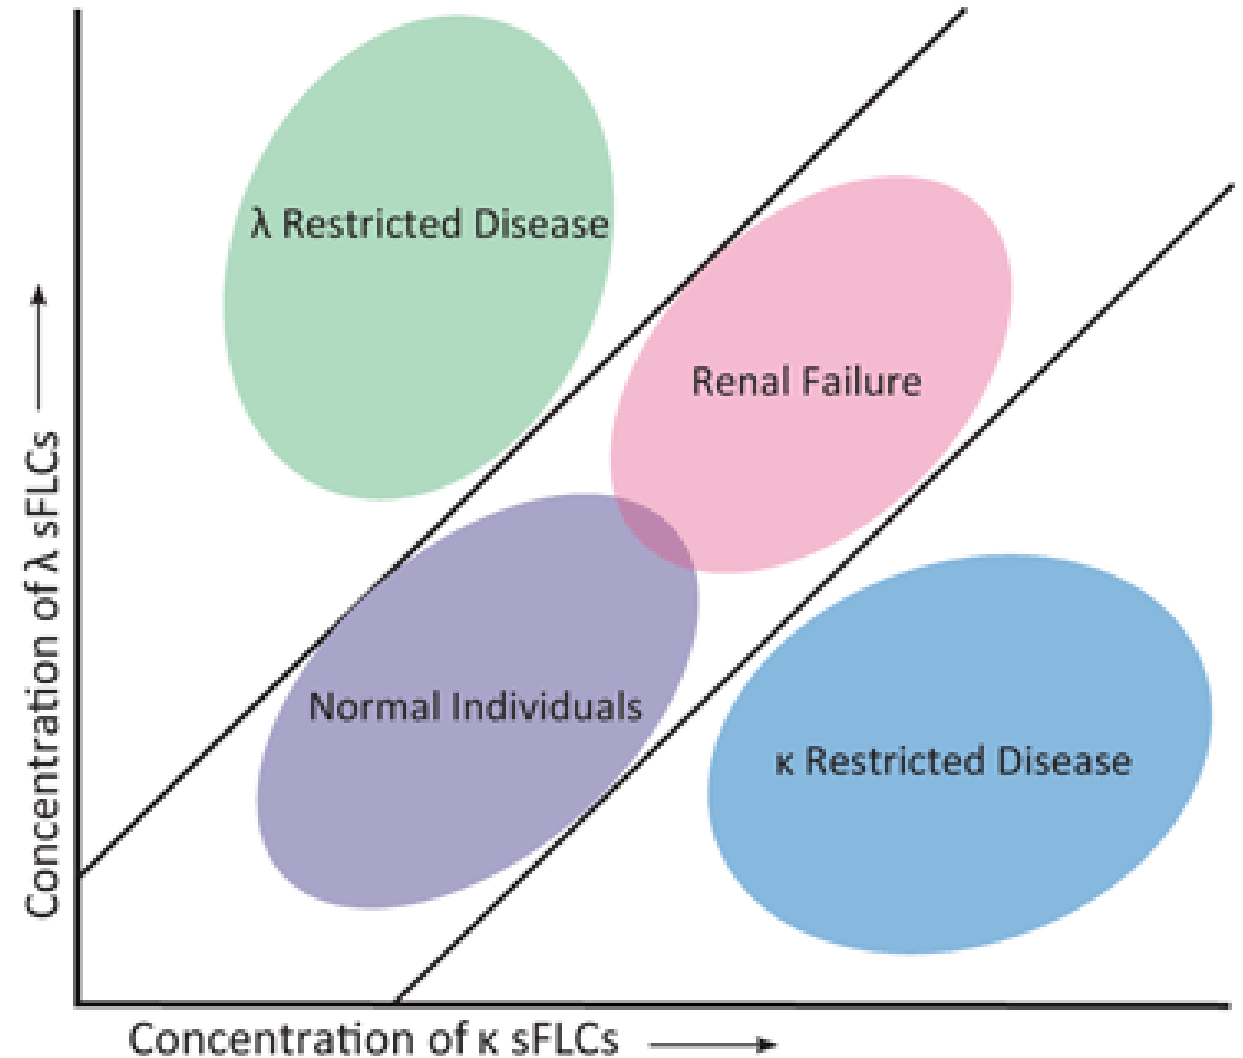 λ Restricted Disease
Renal Failure
Normal Individuals
κ Restricted Disease
Concentration of λ sFLCs
Concentration of κ sFLCs